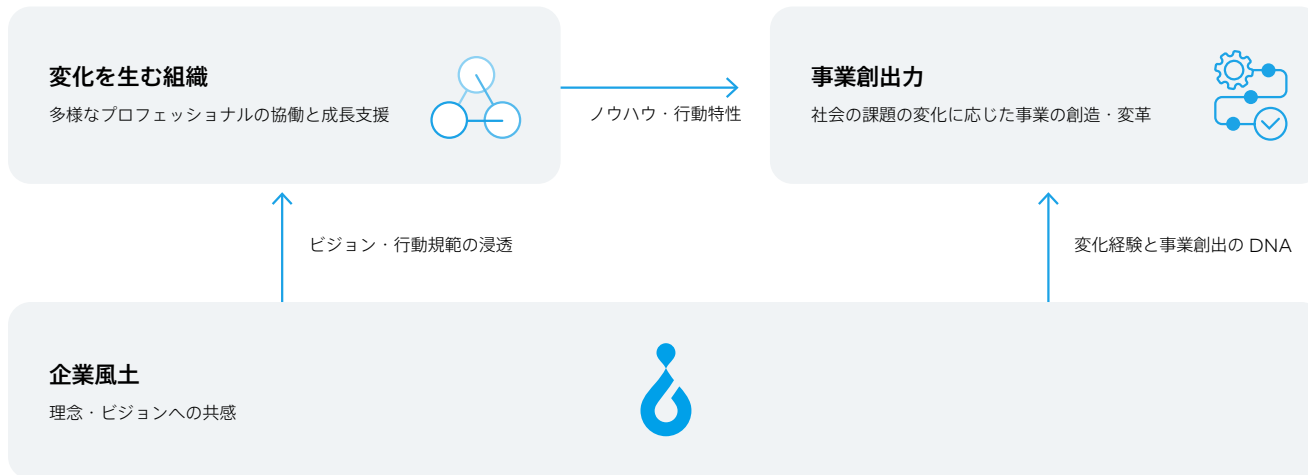 変化を生む組織
多様なプロフェッショナルの協働と成長支援
ノウハウ・行動特性
事業創出力
社会の課題の変化に応じた事業の創造・変革
ビジョン・行動規範の浸透
変化経験と事業創出の DNA
企業風土
理念・ビジョンへの共感